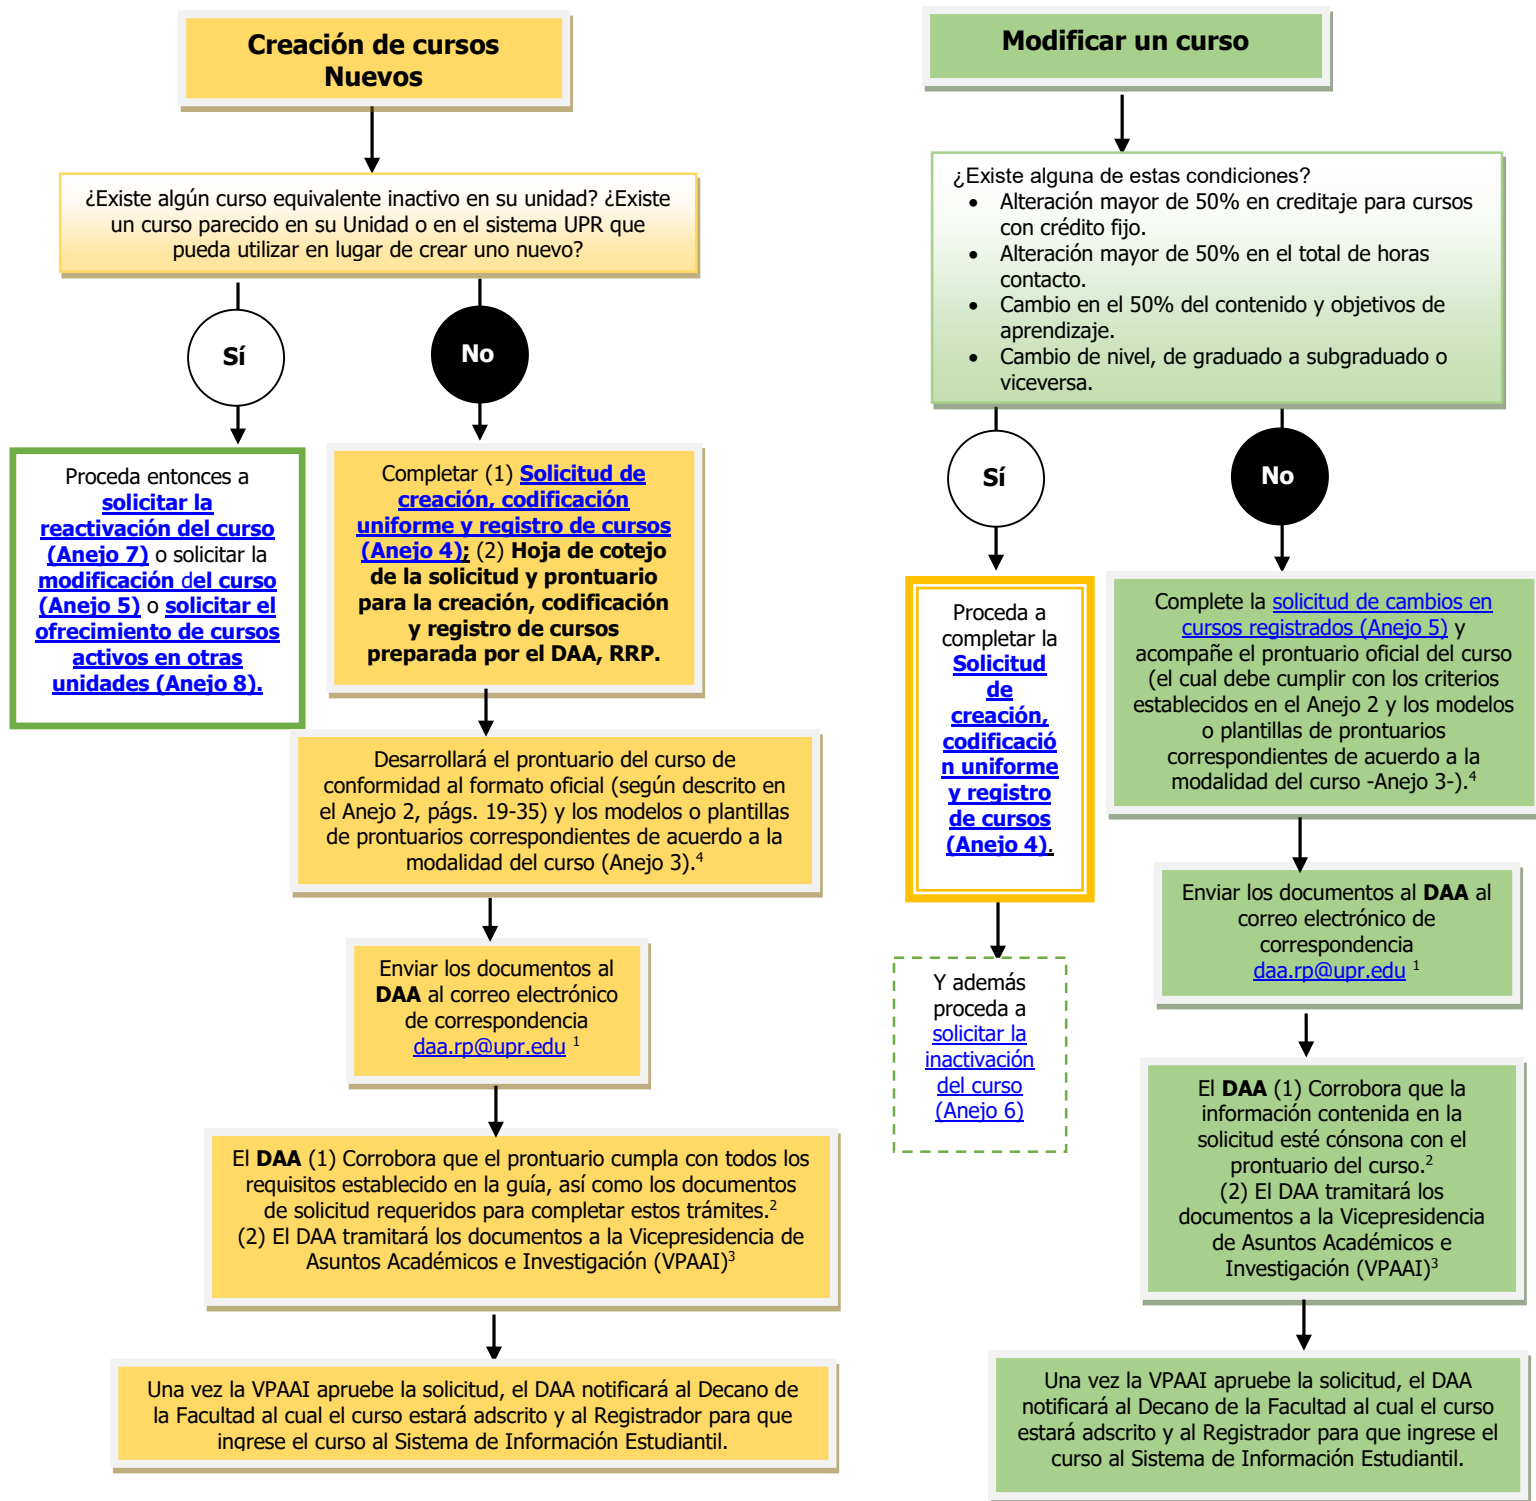 Creación de cursos
Nuevos
¿Existe algún curso equivalente inactivo en su unidad? ¿Existe
un curso parecido en su Unidad o en el sistema UPR que
pueda utilizar en lugar de crear uno nuevo?
Sí
No
Proceda entonces a
solicitar la
reactivación del curso
(Anejo 7) o solicitar la
modificación del curso
(Anejo 5) o solicitar el
ofrecimiento de cursos
activos en otras
unidades (Anejo 8).
Completar (1) Solicitud de
creación, codificación
uniforme y registro de cursos
(Anejo 4); (2) Hoja de cotejo
de la solicitud y prontuario
para la creación, codificación
y registro de cursos
preparada por el DAA, RRP.
Desarrollará el prontuario del curso de
conformidad al formato oficial (según descrito en
el Anejo 2, págs. 19-35) y los modelos o plantillas
de prontuarios correspondientes de acuerdo a la
modalidad del curso (Anejo 3).4
Enviar los documentos al
DAA al correo electrónico
de correspondencia
daa.rp@upr.edu 1
El DAA (1) Corrobora que el prontuario cumpla con todos los
requisitos establecido en la guía, así como los documentos
de solicitud requeridos para completar estos trámites.2
(2) El DAA tramitará los documentos a la Vicepresidencia de
Asuntos Académicos e Investigación (VPAAI)3
Una vez la VPAAI apruebe la solicitud, el DAA notificará al Decano de
la Facultad al cual el curso estará adscrito y al Registrador para que
ingrese el curso al Sistema de Información Estudiantil.
Modificar un curso
¿Existe alguna de estas condiciones?
• Alteración mayor de 50% en creditaje para cursos
con crédito fijo.
• Alteración mayor de 50% en el total de horas
contacto.
• Cambio en el 50% del contenido y objetivos de
aprendizaje.
• Cambio de nivel, de graduado a subgraduado o
viceversa.
Sí
No
Proceda a
completar la
Solicitud
de
creación,
codificació
n uniforme
y registro
de cursos
(Anejo 4).
Y además
proceda a
solicitar la
inactivación
del curso
(Anejo 6)
Complete la solicitud de cambios en
cursos registrados (Anejo 5) y
acompañe el prontuario oficial del curso
(el cual debe cumplir con los criterios
establecidos en el Anejo 2 y los modelos
o plantillas de prontuarios
correspondientes de acuerdo a la
modalidad del curso -Anejo 3-).4
Enviar los documentos al DAA al
correo electrónico de
correspondencia
daa.rp@upr.edu 1
El DAA (1) Corrobora que la
información contenida en la
solicitud esté cónsona con el
prontuario del curso.2
(2) El DAA tramitará los
documentos a la Vicepresidencia
de Asuntos Académicos e
Investigación (VPAAI)3
Una vez la VPAAI apruebe la solicitud, el DAA
notificará al Decano de la Facultad al cual el curso
estará adscrito y al Registrador para que ingrese el
curso al Sistema de Información Estudiantil.